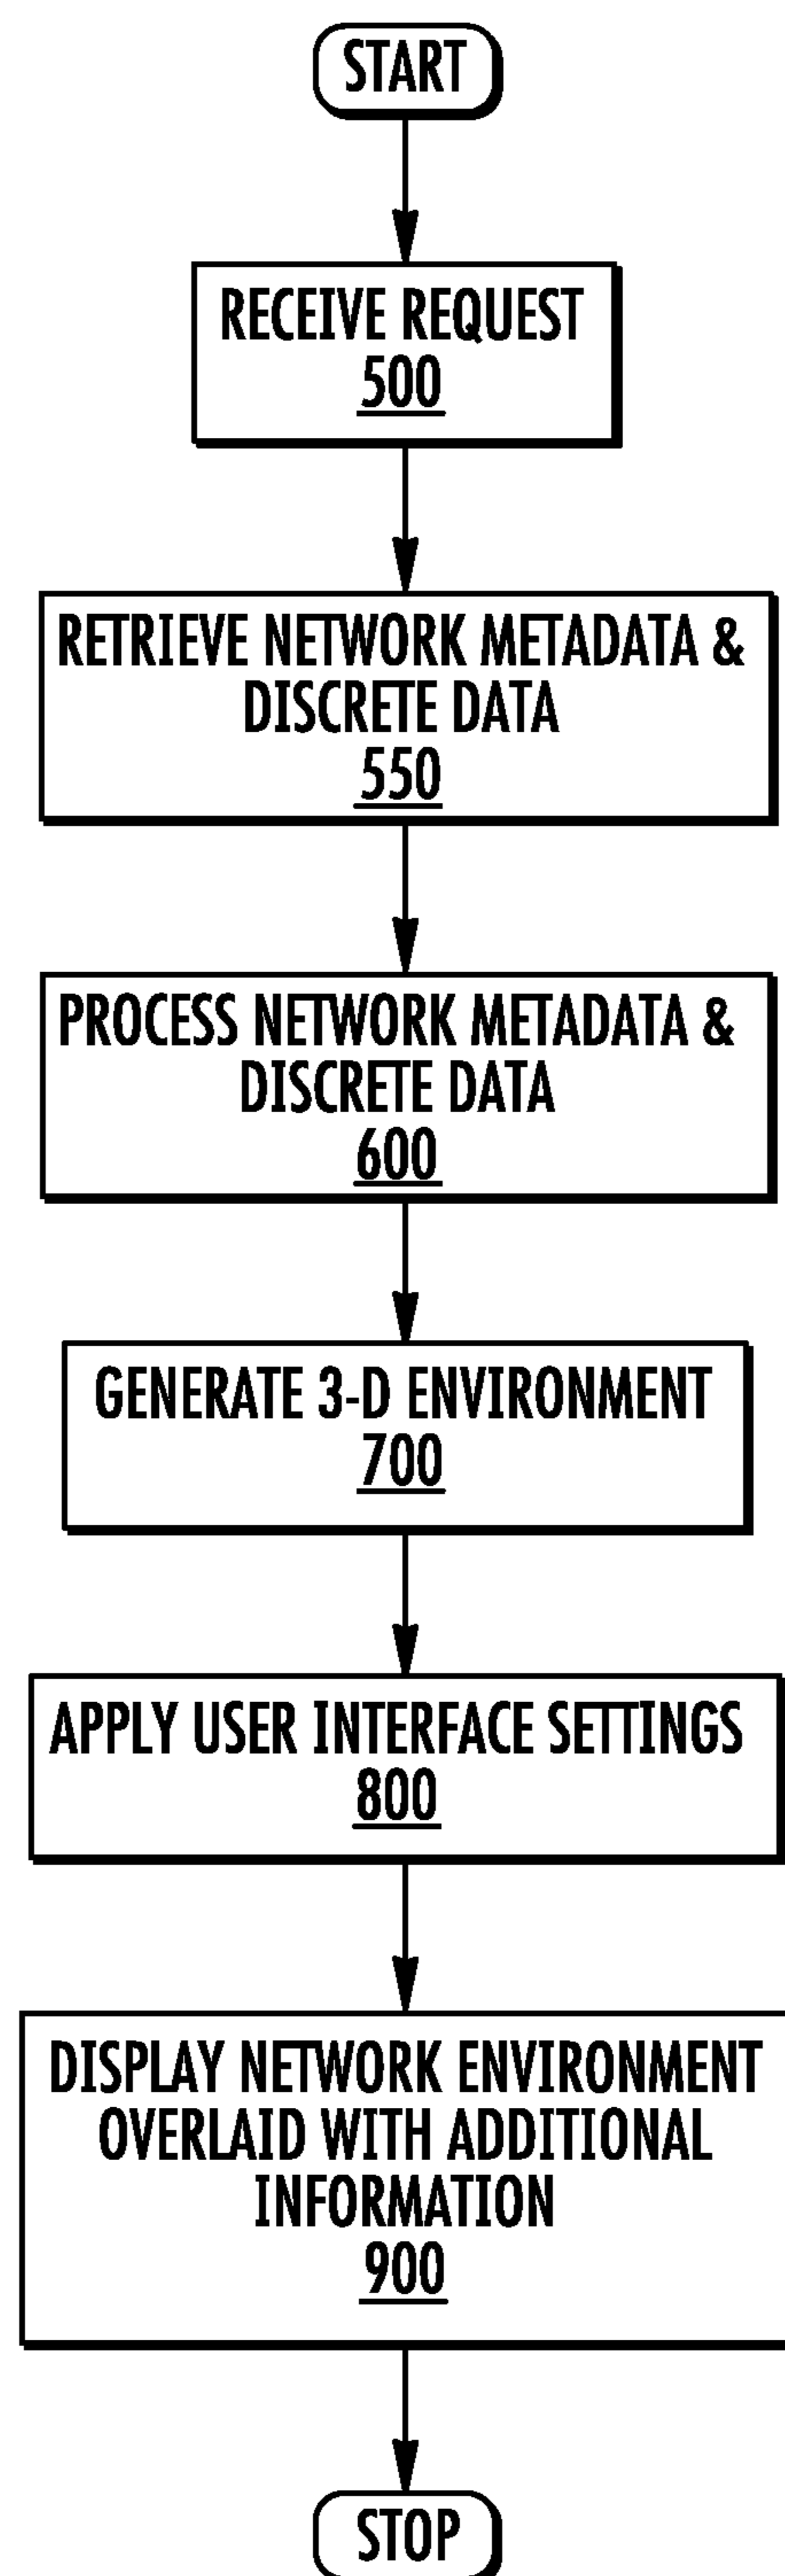 START
RECEIVE REQUEST
500
RETRIEVE NETWORK METADATA &
DISCRETE DATA
550
PROCESS NETWORK METADATA &
DISCRETE DATA
600
GENERATE 3-D ENVIRONMENT
700
APPLY USER INTERFACE SETTINGS
800
DISPLAY NETWORK ENVIRONMENT
OVERLAID WITH ADDITIONAL
INFORMATION
900
STOP